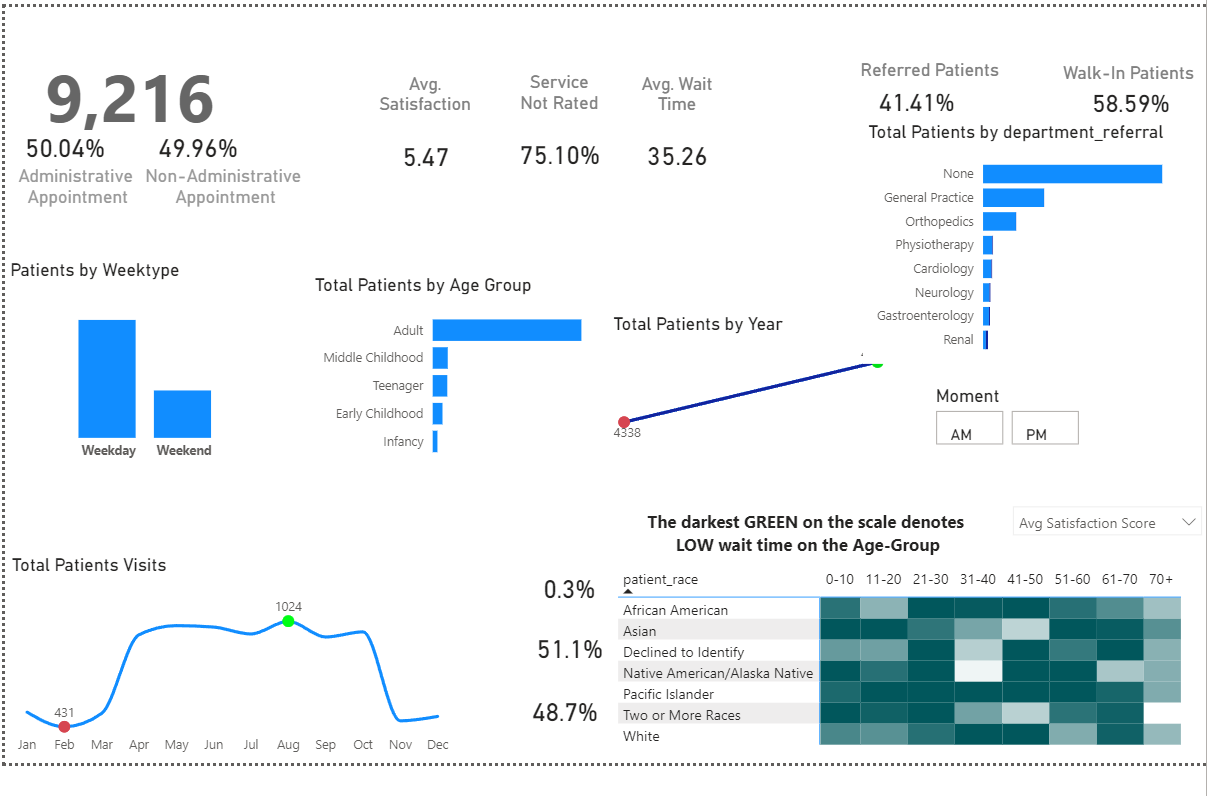 9,216
50.04%
49.96%
Administrative
Appointment
Non-Administrative
Appointment
Avg.
Satisfaction
5.47
Service
Not Rated
75.10%
Avg. Wait
Time
35.26
Referred Patients
41.41%
Walk-In Patients
58.59%
Total Patients by department_referral
None
General Practice
Orthopedics
Physiotherapy
Cardiology
Neurology
Gastroenterology
Renal
Patients by Weektype
Weekday
Weekend
Total Patients by Age Group
Adult
Middle Childhood
Teenager
Early Childhood
Infancy
Total Patients by Year
4338
Moment
AM
PM
Total Patients Visits
1024
431
Jan Feb Mar Apr May Jun Jul Aug Sep Oct Nov Dec
0.3%
51.1%
48.7%
The darkest GREEN on the scale denotes
LOW wait time on the Age-Group
Avg Satisfaction Score
patient_race 0-10 11-20 21-30 31-40 41-50 51-60 61-70 70+
African American
Asian
Declined to Identify
Native American/Alaska Native
Pacific Islander
Two or More Races
White